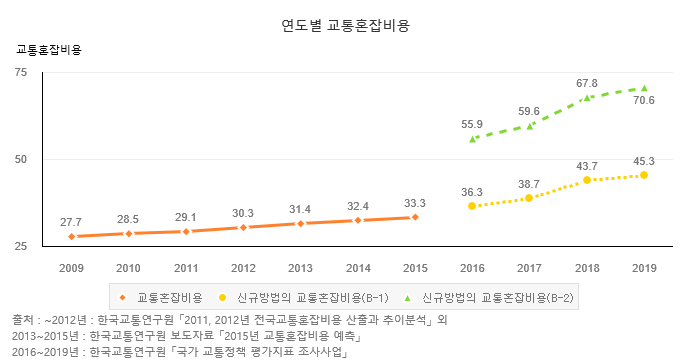 연도별 교통혼잡비용
교통혼잡비용
75
50
25
27.7 28.5 29.1 30.3 31.4 32.4 33.3
55.9 59.6 67.8 70.6
36.3 38.7 43.7 45.3
2009 2010 2011 2012 2013 2014 2015 2016 2017 2018 2019
교통혼잡비용 신규방법의 교통혼잡비용(B-1) 신규방법의 교통혼잡비용(B-2)
출처 : ~2012년 : 한국교통연구원 ｢2011, 2012년 전국교통혼잡비용 산출과 추이분석｣ 외
2013~2015년 : 한국교통연구원 보도자료 ｢2015년 교통혼잡비용 예측｣
2016~2019년 : 한국교통연구원 ｢국가 교통정책 평가지표 조사사업｣